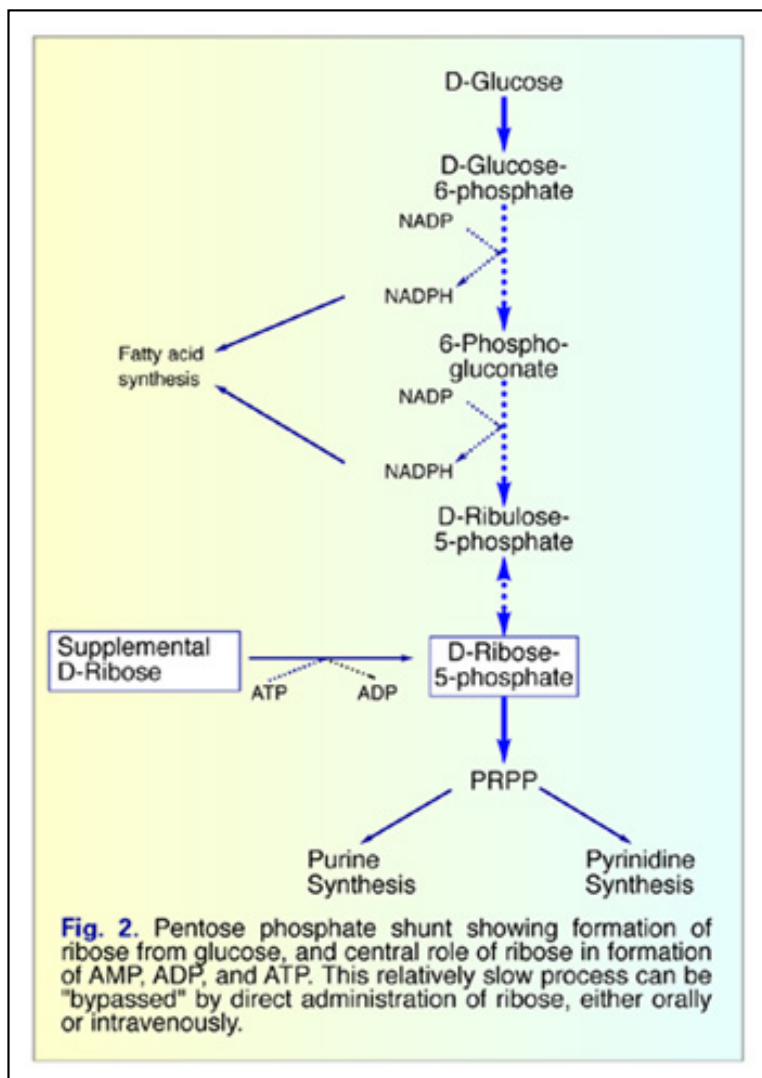 D-Glucose
D-Glucose-
6-phosphate
NADP
NADPH
6-Phospho-
gluconate
Fatty acid
synthesis
NADP
NADPH
D-Ribulose-
5-phosphate
Supplemental
D-Ribose
ATP
ADP
D-Ribose-
5-phosphate
PRPP
Purine
Synthesis
Pyrinidine
Synthesis
Fig. 2. Pentose phosphate shunt showing formation of
ribose from glucose, and central role of ribose in formation
of AMP, ADP, and ATP. This relatively slow process can be
"bypassed" by direct administration of ribose, either orally
or intravenously.